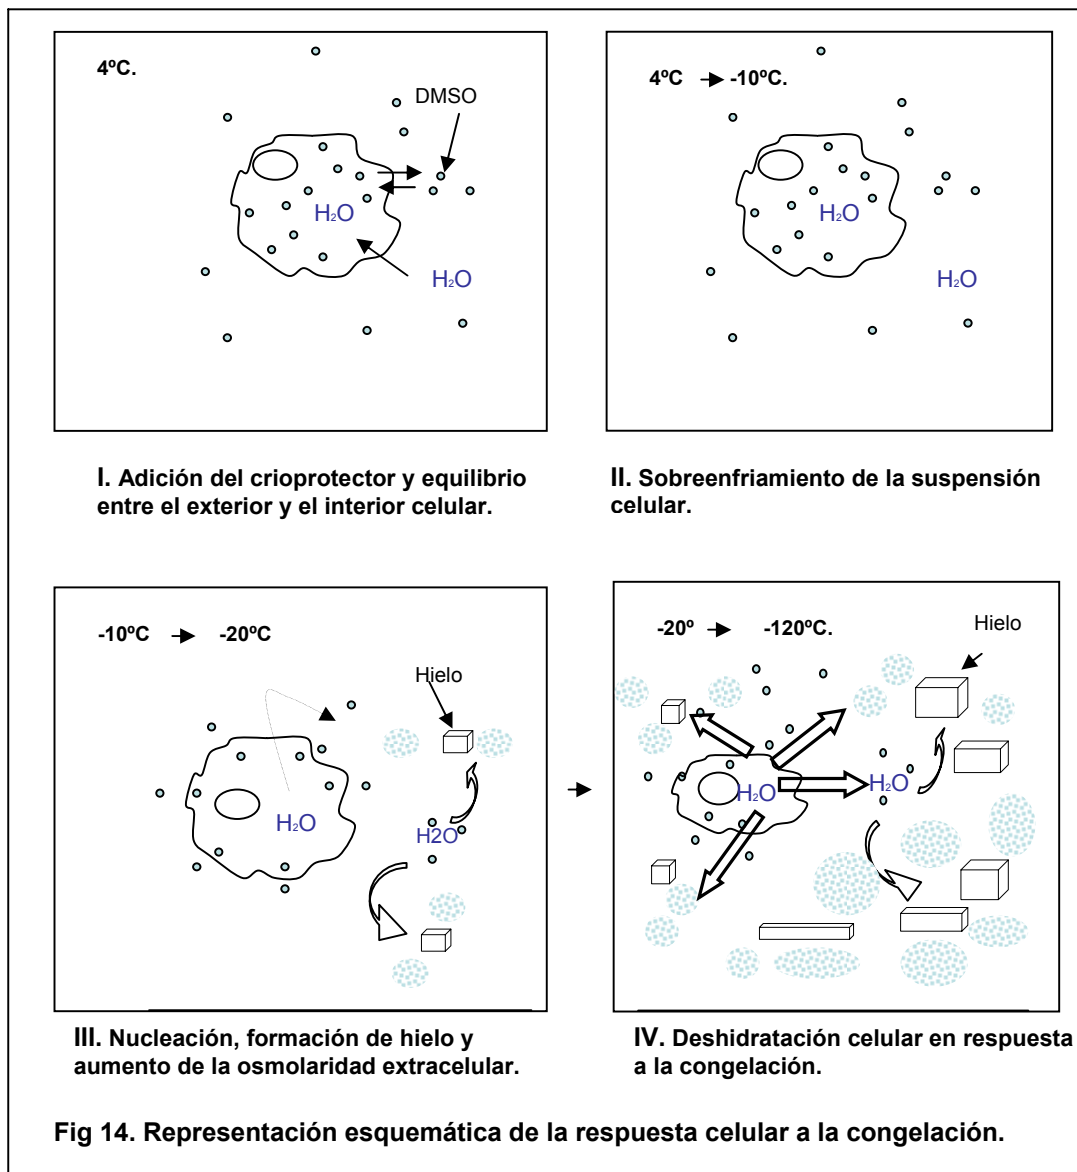 4ºC.
DMSO
H₂O
H₂O
I. Adición del crioprotector y equilibrio
entre el exterior y el interior celular.
4ºC -10ºC.
H₂O
H₂O
II. Sobreenfriamiento de la suspensión
celular.
-10ºC -20ºC
Hielo
H₂O
H2O
III. Nucleación, formación de hielo y
aumento de la osmolaridad extracelular.
-20º -120ºC.
Hielo
H₂O
H₂O
IV. Deshidratación celular en respuesta
a la congelación.
Fig 14. Representación esquemática de la respuesta celular a la congelación.